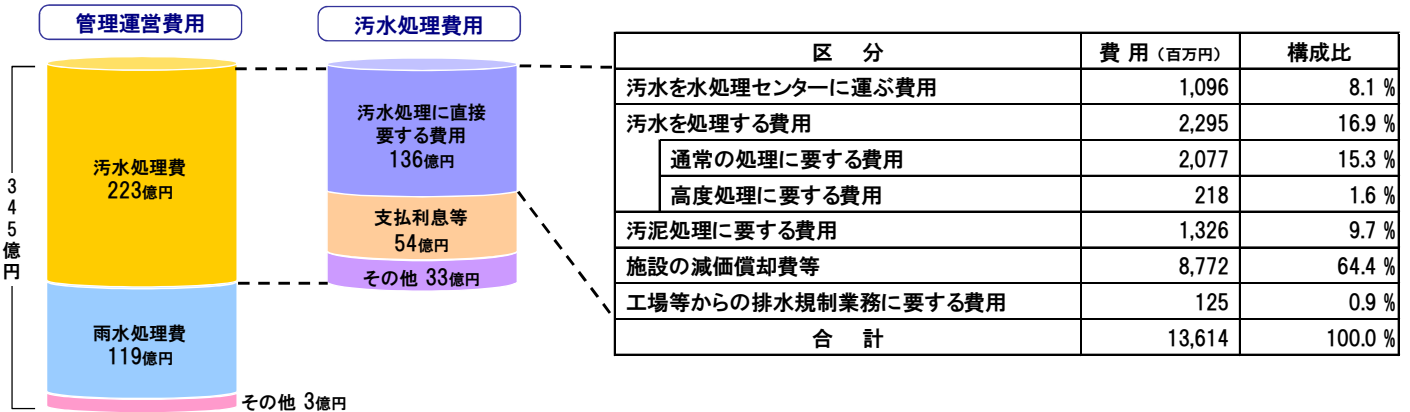 管理運営費用
345億円
汚水処理費
223億円
雨水処理費
119億円
その他 3億円
汚水処理費用
汚水処理に直接
要する費用
136億円
支払利息等
54億円
その他 33億円
区 分 費 用（百万円） 構成比
汚水を水処理センターに運ぶ費用 1,096 8.1 %
汚水を処理する費用 2,295 16.9 %
通常の処理に要する費用 2,077 15.3 %
高度処理に要する費用 218 1.6 %
汚泥処理に要する費用 1,326 9.7 %
施設の減価償却費等 8,772 64.4 %
工場等からの排水規制業務に要する費用 125 0.9 %
合 計 13,614 100.0 %